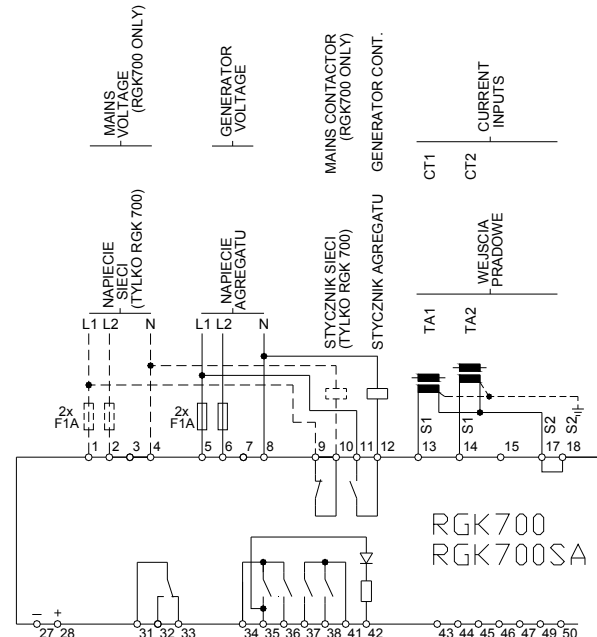 MAINS
VOLTAGE
(RGK700 ONLY)
GENERATOR
VOLTAGE
MAINS CONTACTOR
(RGK700 ONLY)
GENERATOR CONT.
CURRENT
INPUTS
CT1
CT2
NAPIECIE
SIECI
(TYLKO RGK 700)
NAPIECIE
AGREGATU
STYCZNIK SIECI
(TYLKO RGK 700)
STYCZNIK AGREGATU
WEJSCIA
PRADOWE
TA1
TA2
L1 L2 N
L1 L2 N
2x
F1A
2x
F1A
S1
S1
S2
S2
1 2 3 4 5 6 7 8 9 10 11 12 13 14 15 17 18
RGK700
RGK700SA
– +
27 28 31 32 33 34 35 36 37 38 41 42 43 44 45 46 47 49 50